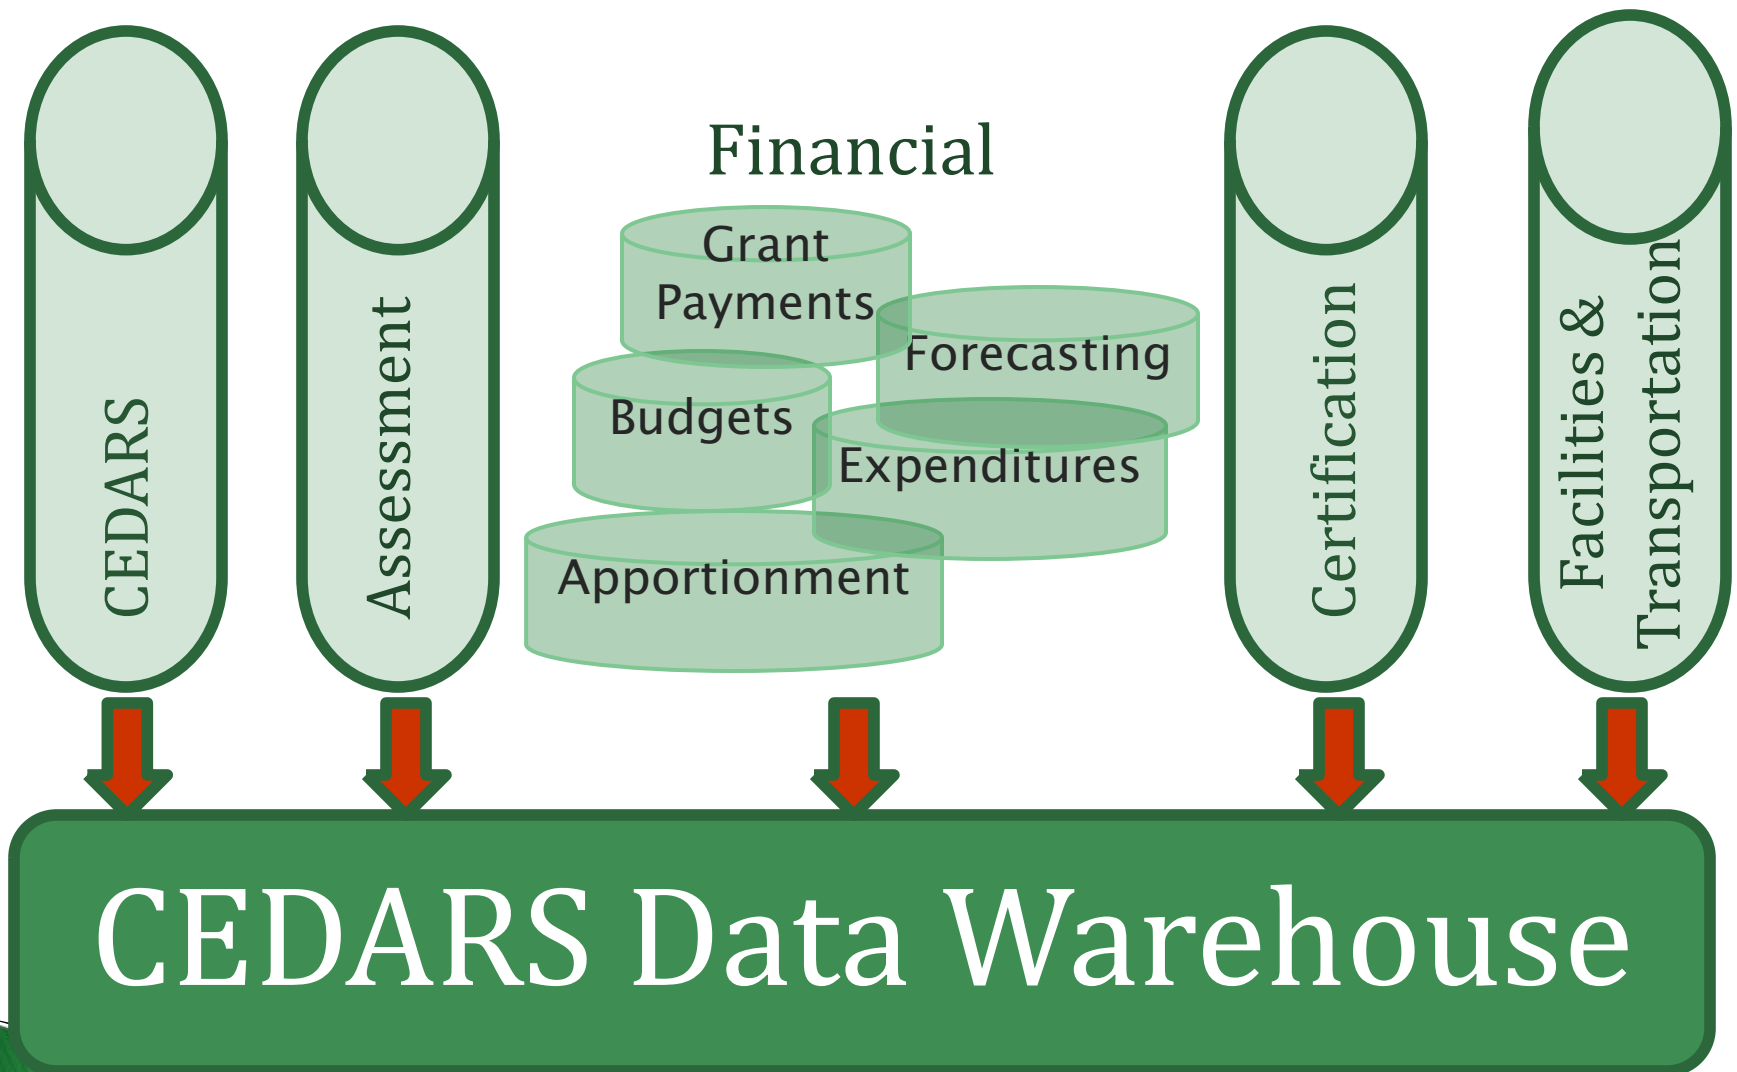 CEDARS
Assessment
Financial
Grant
Payments
Forecasting
Budgets
Expenditures
Apportionment
Certification
Facilities &
Transportation
CEDARS Data Warehouse